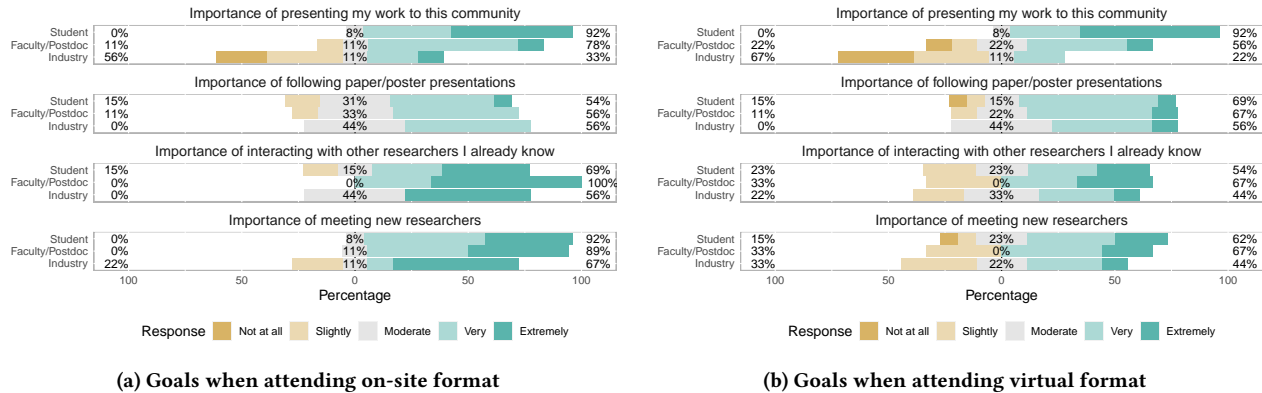 Importance of presenting my work to this community
Student 0% 8% 92%
Faculty/Postdoc 11% 11% 78%
Industry 56% 11% 33%
Importance of following paper/poster presentations
Student 15% 31% 54%
Faculty/Postdoc 11% 33% 56%
Industry 0% 44% 56%
Importance of interacting with other researchers I already know
Student 15% 15% 69%
Faculty/Postdoc 0% 0% 100%
Industry 0% 44% 56%
Importance of meeting new researchers
Student 0% 8% 92%
Faculty/Postdoc 0% 11% 89%
Industry 22% 11% 67%
100 50 0 50 100
Percentage
Response Not at all Slightly Moderate Very Extremely
(a) Goals when attending on-site format
Importance of presenting my work to this community
Student 0% 8% 92%
Faculty/Postdoc 22% 22% 56%
Industry 67% 11% 22%
Importance of following paper/poster presentations
Student 15% 15% 69%
Faculty/Postdoc 11% 22% 67%
Industry 0% 44% 56%
Importance of interacting with other researchers I already know
Student 23% 23% 54%
Faculty/Postdoc 33% 0% 67%
Industry 22% 33% 44%
Importance of meeting new researchers
Student 15% 23% 62%
Faculty/Postdoc 33% 0% 67%
Industry 33% 22% 44%
100 50 0 50 100
Percentage
Response Not at all Slightly Moderate Very Extremely
(b) Goals when attending virtual format